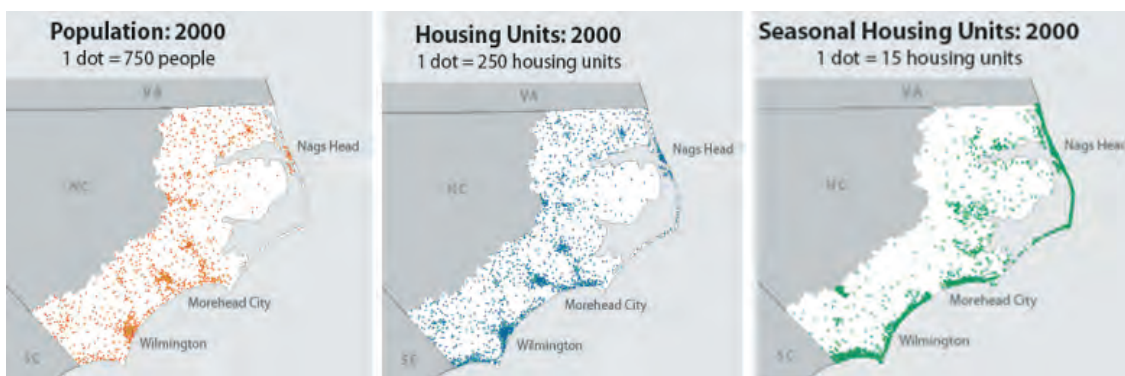 Population: 2000
1 dot = 750 people
VA
Nags Head
NC
Morehead City
Wilmington
SC
Housing Units: 2000
1 dot = 250 housing units
VA
Nags Head
NC
Morehead City
Wilmington
SC
Seasonal Housing Units: 2000
1 dot = 15 housing units
VA
Nags Head
NC
Morehead City
Wilmington
SC